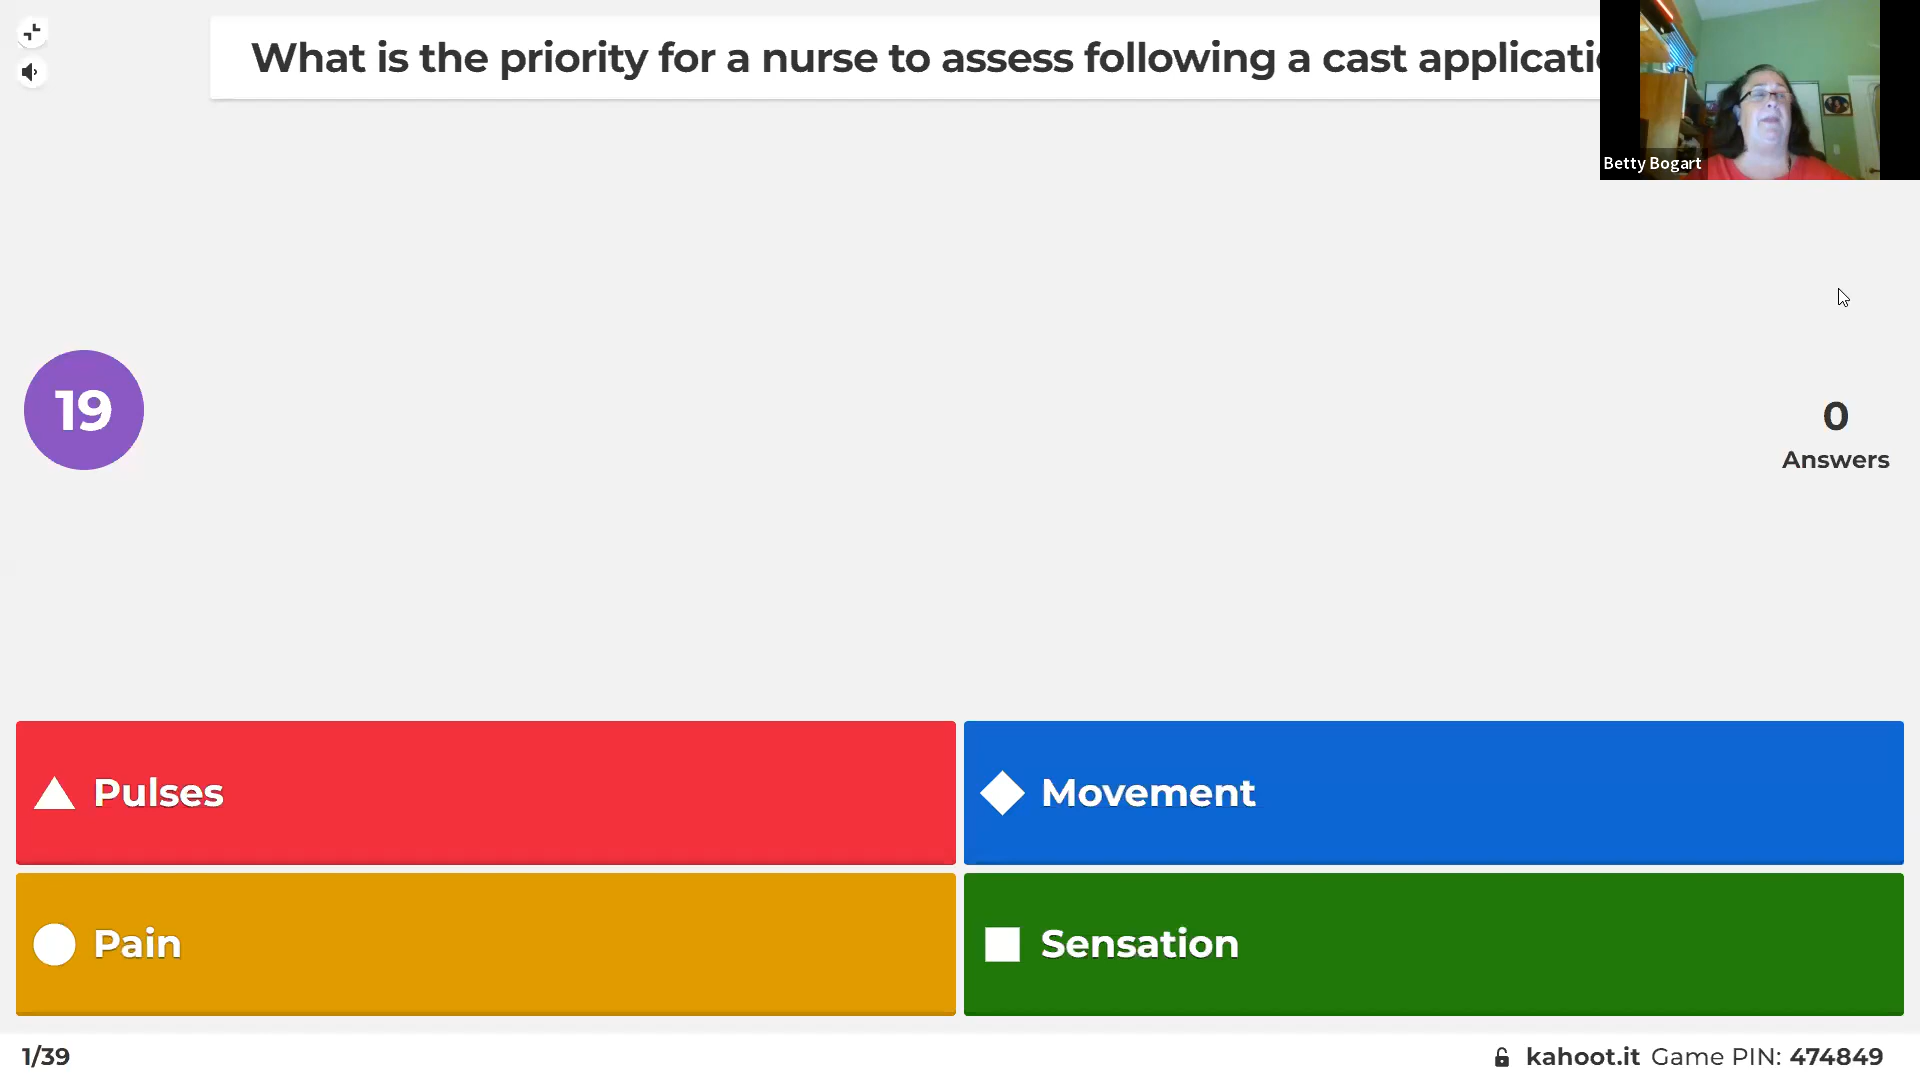 What is the priority for a nurse to assess following a cast
Betty Bogart
19
0
Answers
Pulses
Movement
Pain
Sensation
1/39
kahoot.it Game PIN: 474849